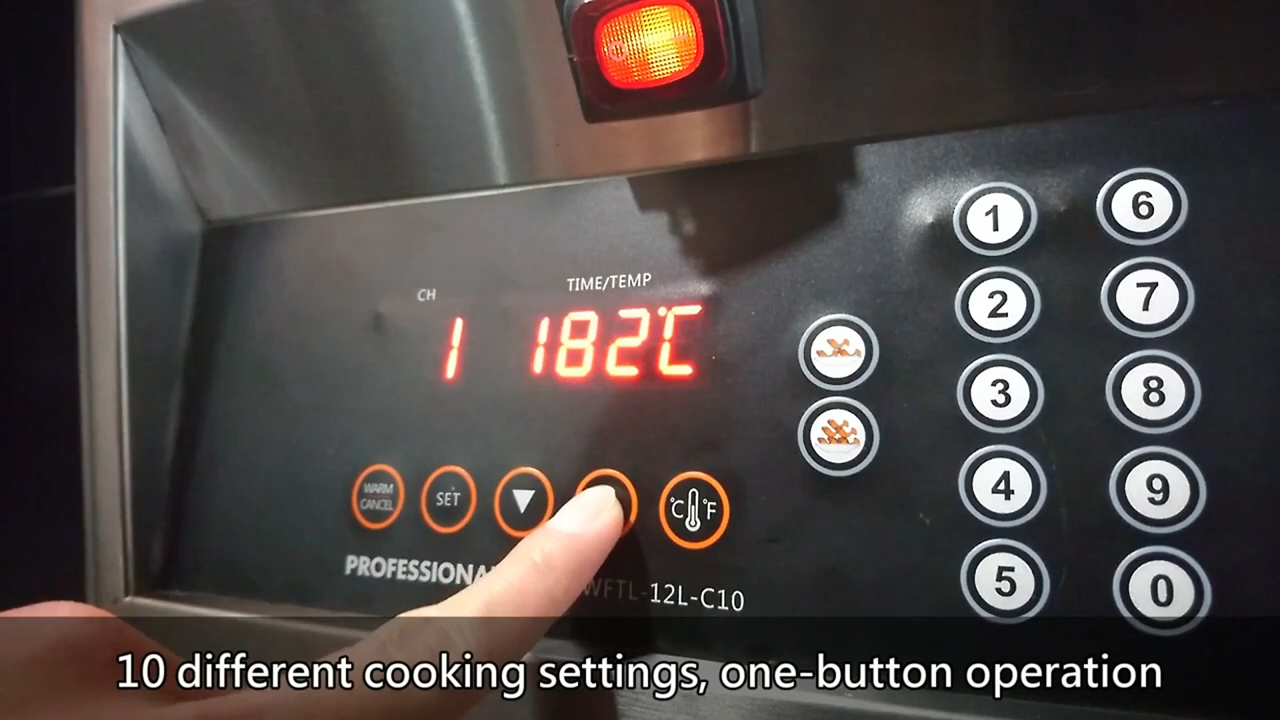 CH
TIME/TEMP
1
182℃
WARM
CANCEL
SET
°C °F
PROFESSIONA
WFTL-12L-C10
1
2
3
4
5
6
7
8
9
0
10 different cooking settings, one-button operation